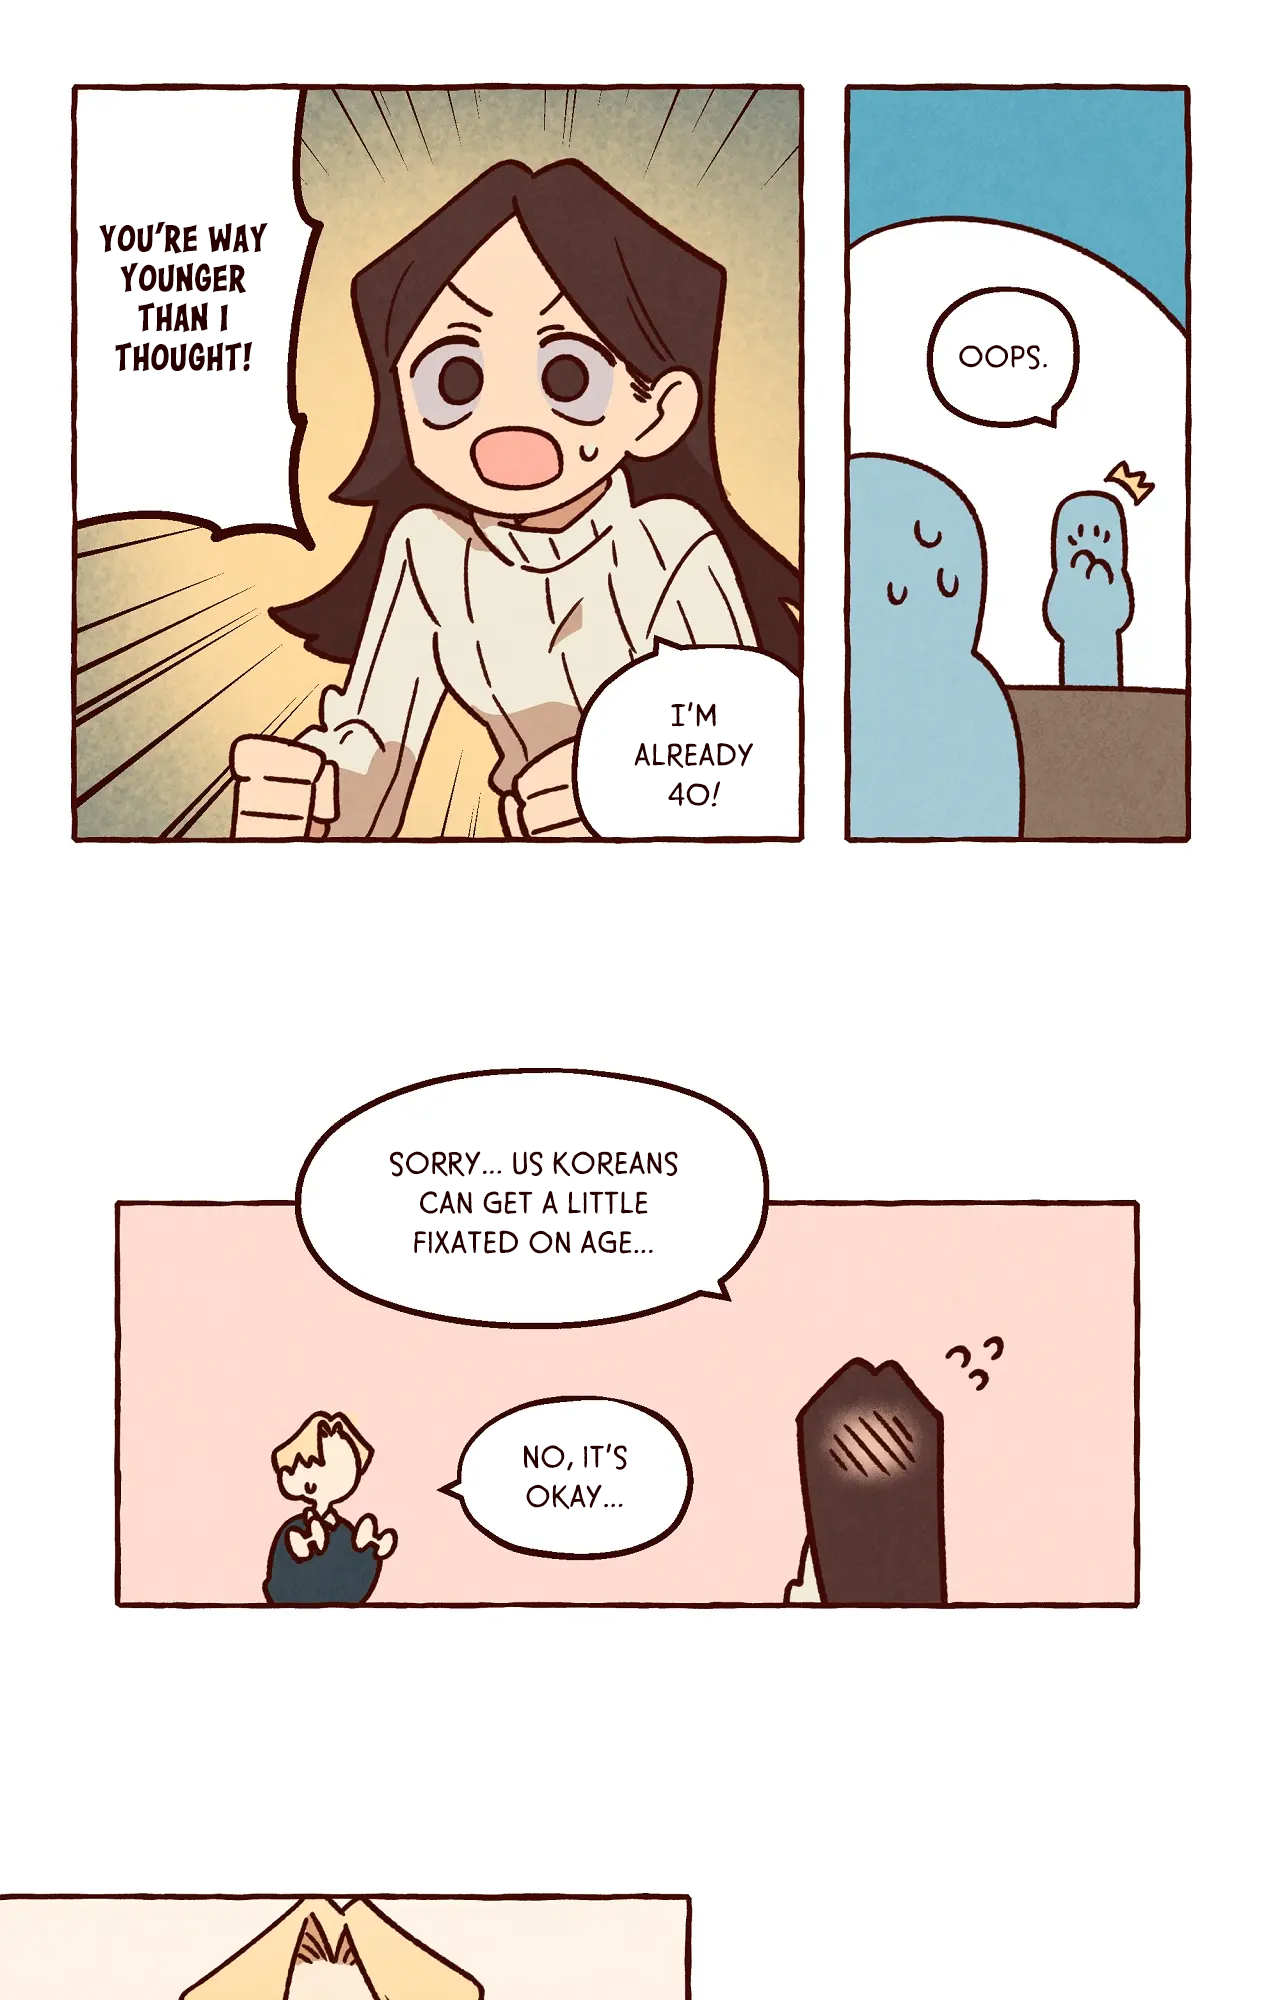 YOU'RE WAY
YOUNGER
THAN I
THOUGHT!
I'M
ALREADY
40!
OOPS.
SORRY... US KOREANS
CAN GET A LITTLE
FIXATED ON AGE...
NO, IT'S
OKAY...